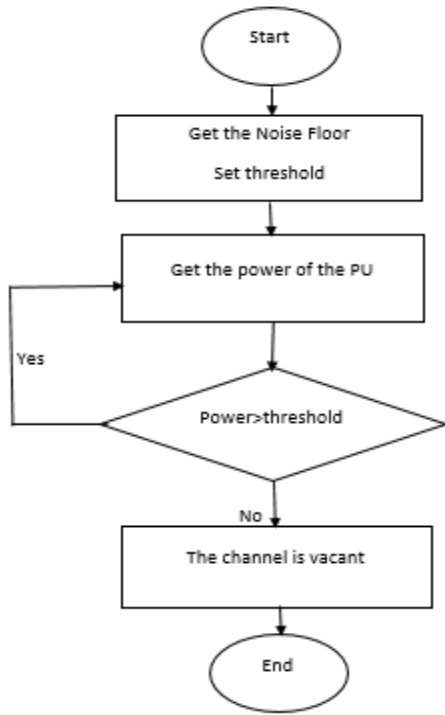 Start
Get the Noise Floor
Set threshold
Get the power of the PU
Yes
Power>threshold
No
The channel is vacant
End